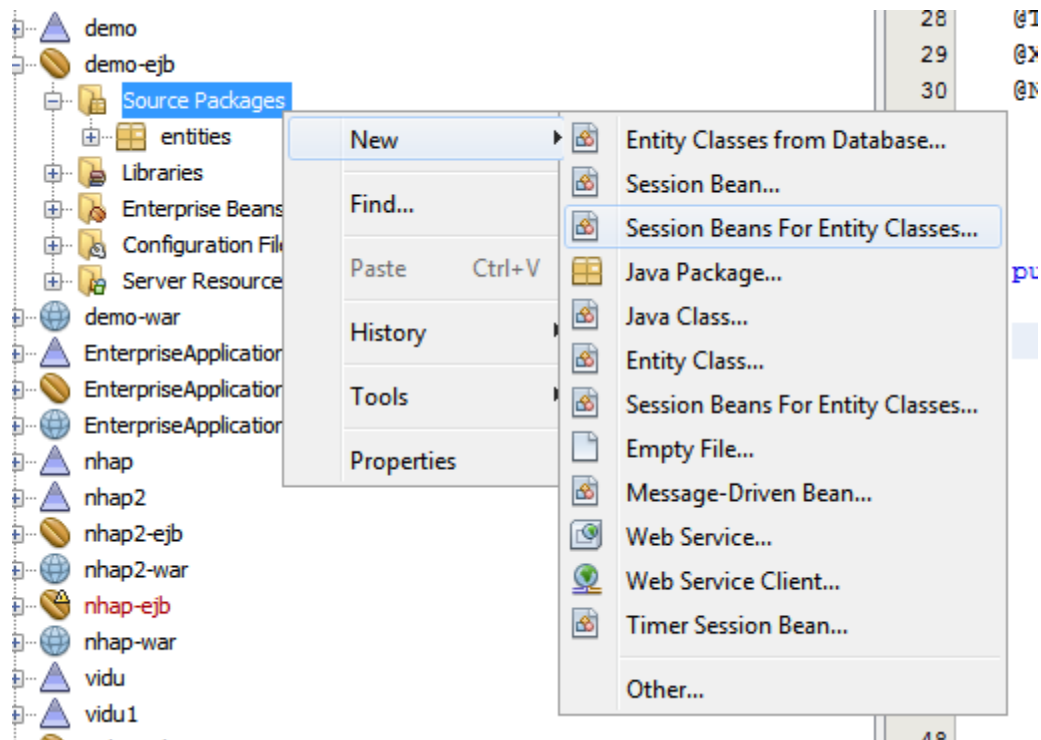 demo
demo-ejb
Source Packages
entities
Libraries
Enterprise Beans
Configuration Fil
Server Resource
demo-war
EnterpriseApplication
EnterpriseApplication
EnterpriseApplication
nhap
nhap2
nhap2-ejb
nhap2-war
nhap-ejb
nhap-war
vidu
vidu1
New
Find...
Paste Ctrl+V
History
Tools
Properties
Entity Classes from Database...
Session Bean...
Session Beans For Entity Classes...
Java Package...
Java Class...
Entity Class...
Session Beans For Entity Classes...
Empty File...
Message-Driven Bean...
Web Service...
Web Service Client...
Timer Session Bean...
Other...
28
29
30
pu
48